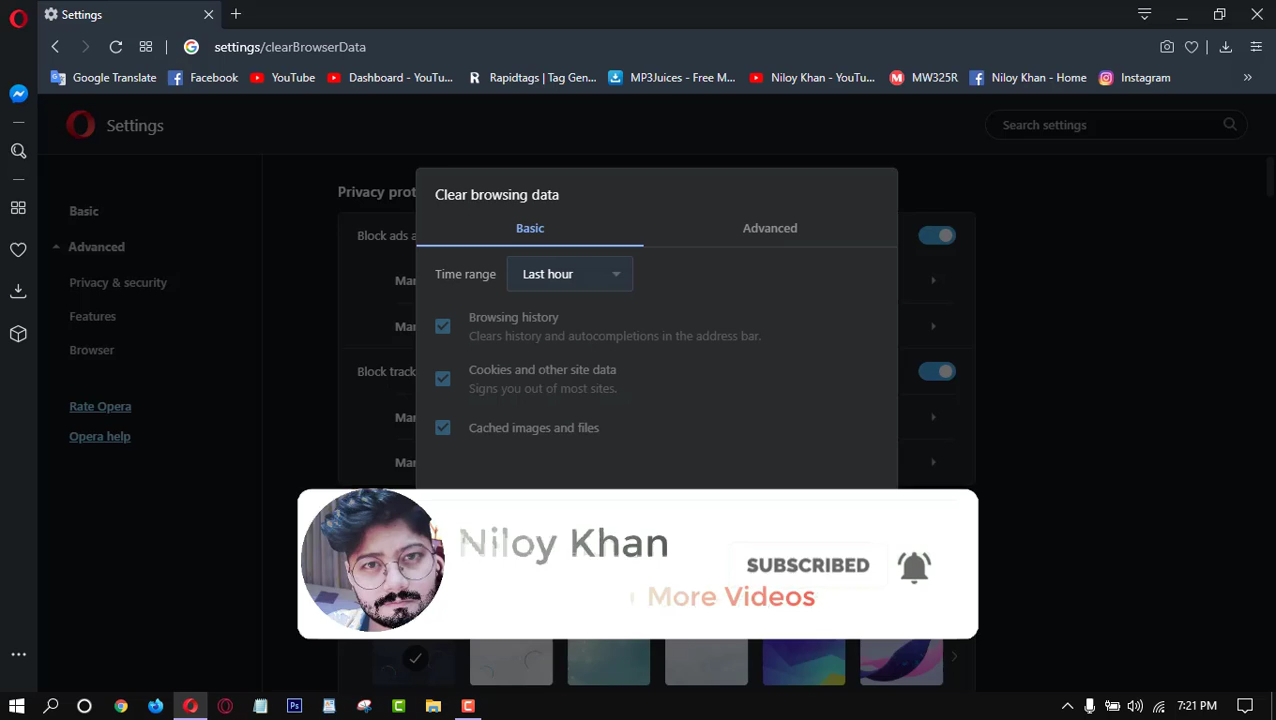 Settings
settings/clearBrowserData
Google Translate
Facebook
YouTube
Dashboard - YouTu...
Rapidtags | Tag Gen...
MP3Juices - Free M...
Niloy Khan - YouTu...
MW325R
Niloy Khan - Home
Instagram
Settings
Search settings
Basic
Advanced
Privacy & security
Features
Browser
Rate Opera
Opera help
Privacy prot
Block ads a
Mar
Mar
Block track
Mar
Mar
Clear browsing data
Basic
Advanced
Time range
Last hour
Browsing history
Clears history and autocompletions in the address bar.
Cookies and other site data
Signs you out of most sites.
Cached images and files
Niloy Khan
SUBSCRIBED
More Videos
7:21 PM